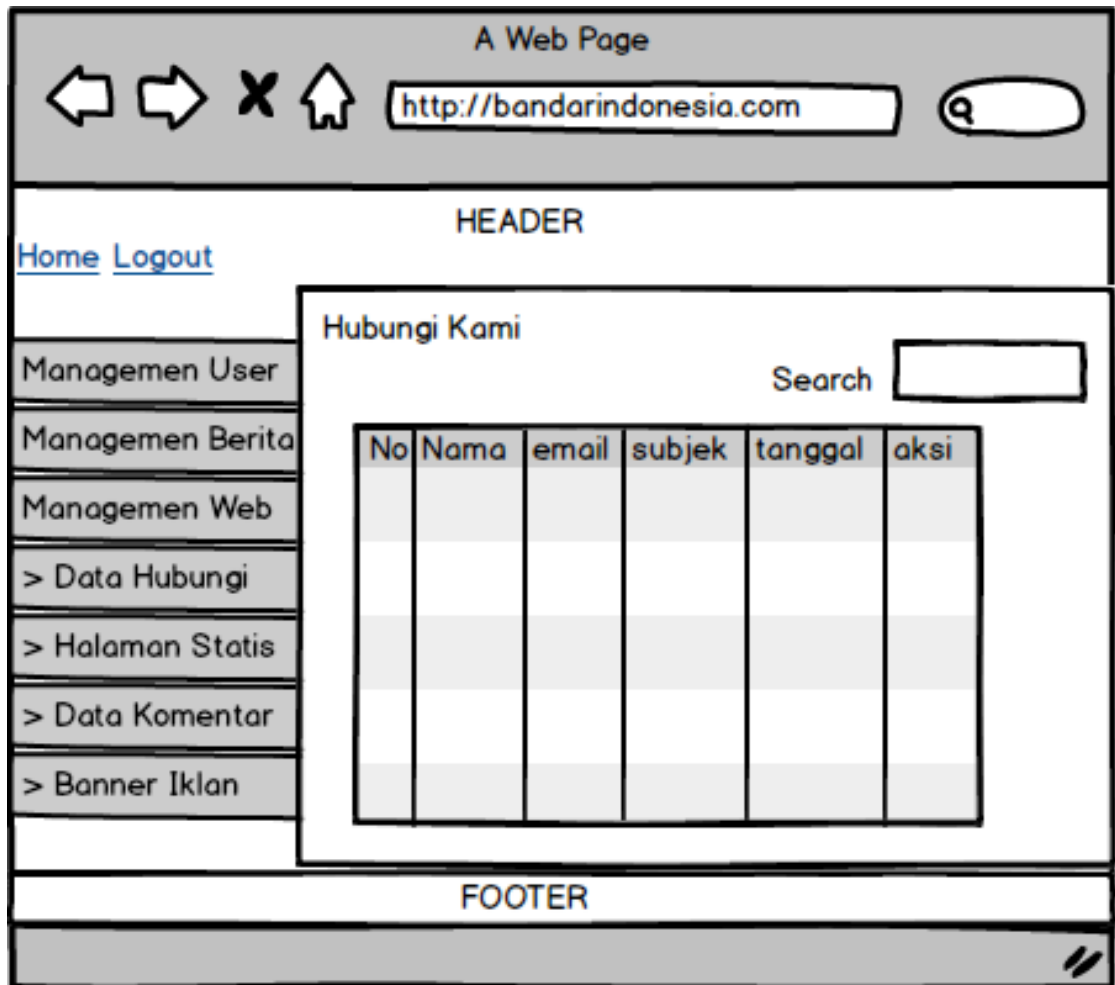 A Web Page
http://bandarindonesia.com
HEADER
Home Logout
Managemen User
Managemen Berita
Managemen Web
> Data Hubungi
> Halaman Statis
> Data Komentar
> Banner Iklan
Hubungi Kami
Search
No Nama email subjek tanggal aksi
FOOTER